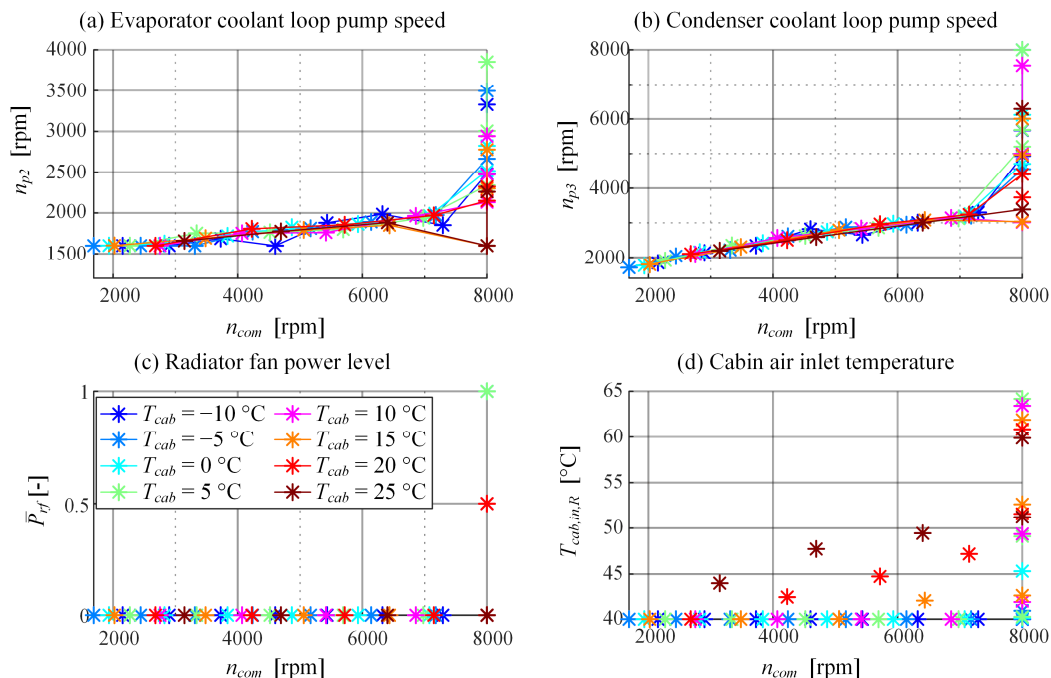 (a) Evaporator coolant loop pump speed
4000
3500
3000
2500
2000
1500
n_p2 [rpm]
2000 4000 6000 8000
n_com [rpm]
(b) Condenser coolant loop pump speed
8000
6000
4000
2000
n_p3 [rpm]
2000 4000 6000 8000
n_com [rpm]
(c) Radiator fan power level
1
0.5
0
P̅_rf [-]
T_cab = −10 °C
T_cab = −5 °C
T_cab = 0 °C
T_cab = 5 °C
T_cab = 10 °C
T_cab = 15 °C
T_cab = 20 °C
T_cab = 25 °C
2000 4000 6000 8000
n_com [rpm]
(d) Cabin air inlet temperature
65
60
55
50
45
40
T_cab,in,R [°C]
2000 4000 6000 8000
n_com [rpm]